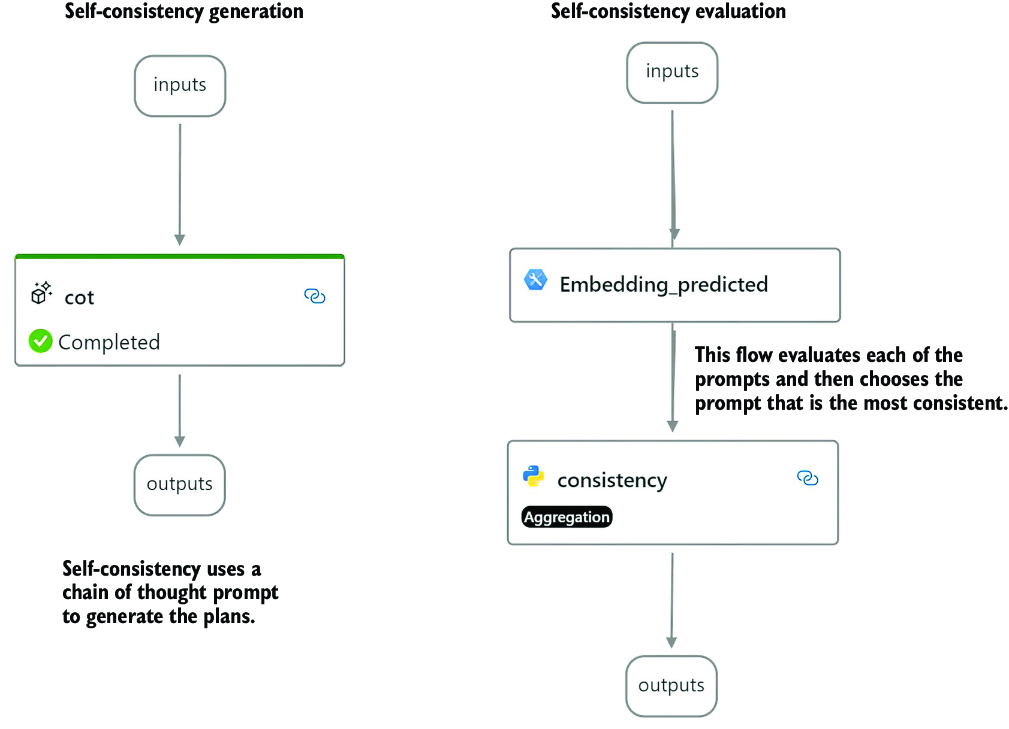 Self-consistency generation
inputs
cot
Completed
outputs
Self-consistency uses a
chain of thought prompt
to generate the plans.
Self-consistency evaluation
inputs
Embedding_predicted
This flow evaluates each of the
prompts and then chooses the
prompt that is the most consistent.
consistency
Aggregation
outputs